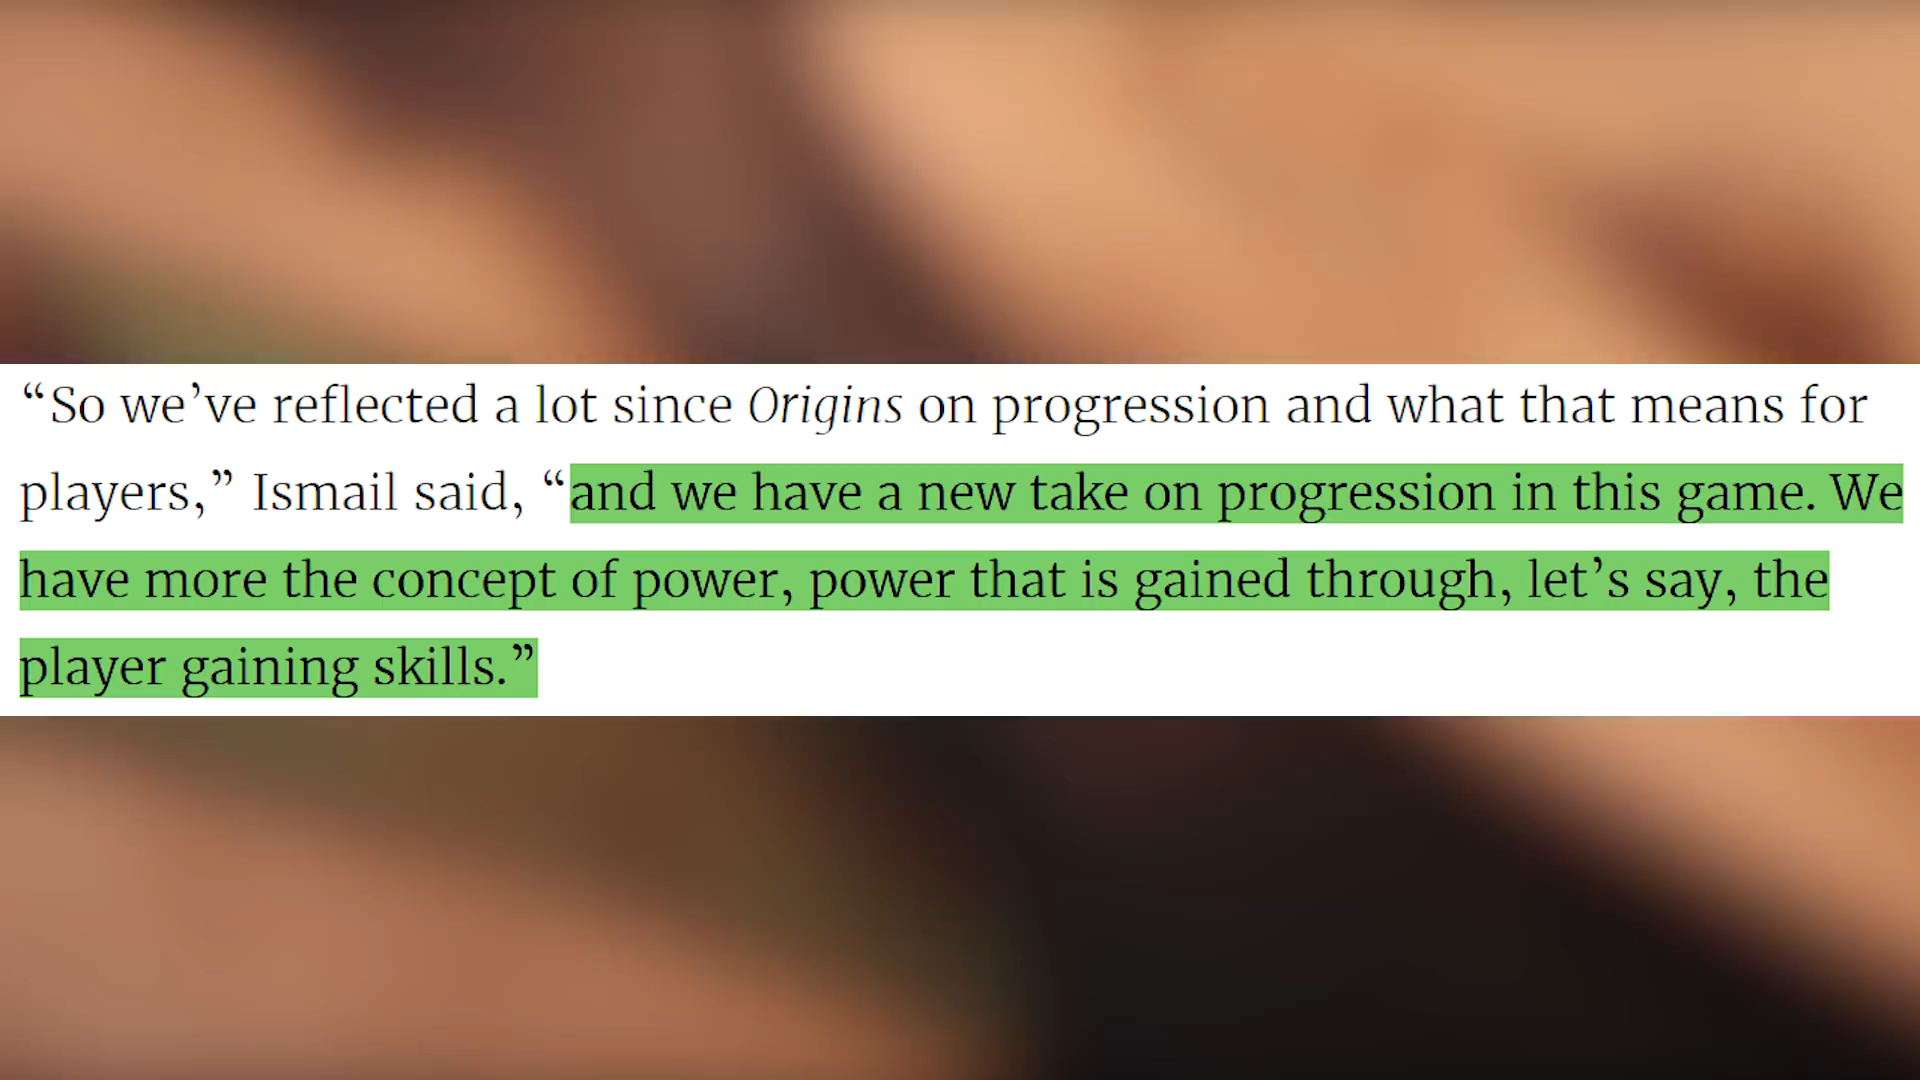 “So we’ve reflected a lot since Origins on progression and what that means for
players,” Ismail said, “and we have a new take on progression in this game. We
have more the concept of power, power that is gained through, let’s say, the
player gaining skills.”